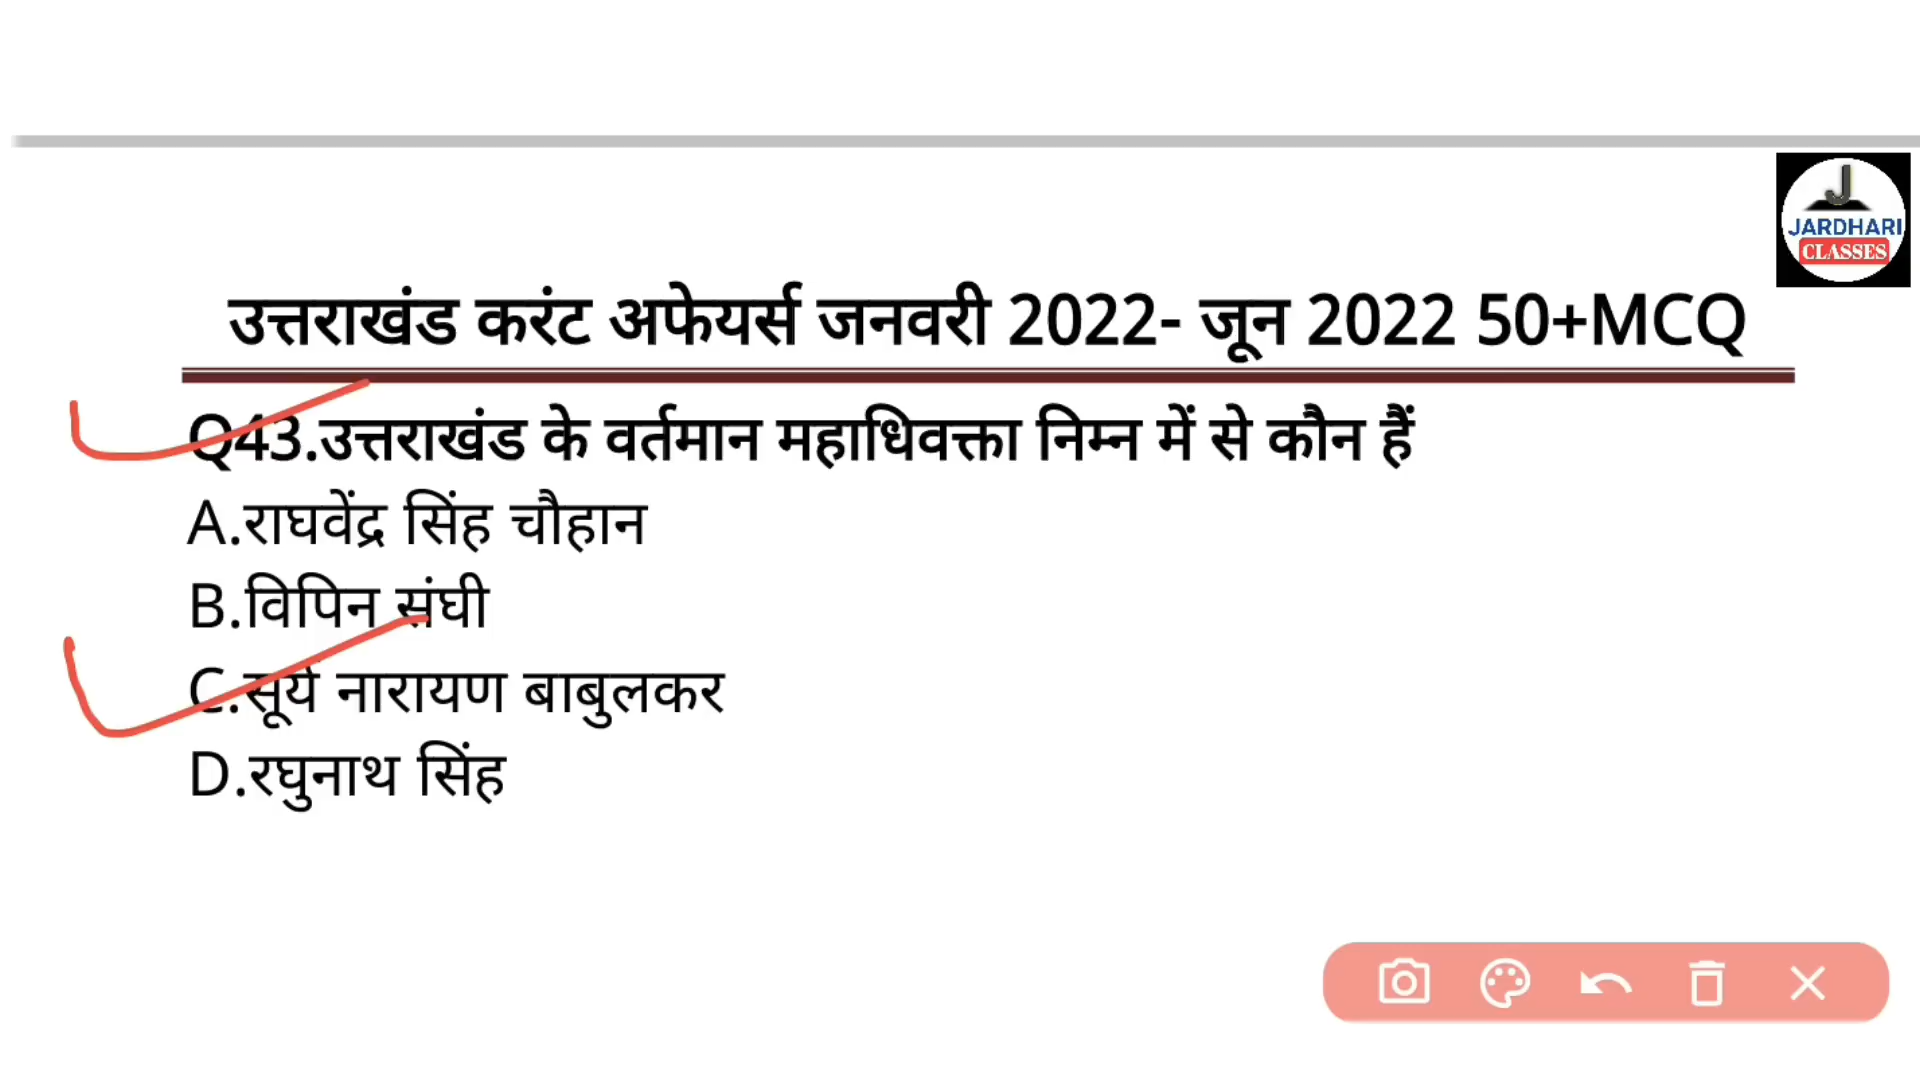 J
JARDHARI
CLASSES
उत्तराखंड करंट अफेयर्स जनवरी 2022- जून 2022 50+MCQ
Q43.उत्तराखंड के वर्तमान महाधिवक्ता निम्न में से कौन हैं
A.राघवेंद्र सिंह चौहान
B.विपिन संघी
C.सूर्य नारायण बाबुलकर
D.रघुनाथ सिंह